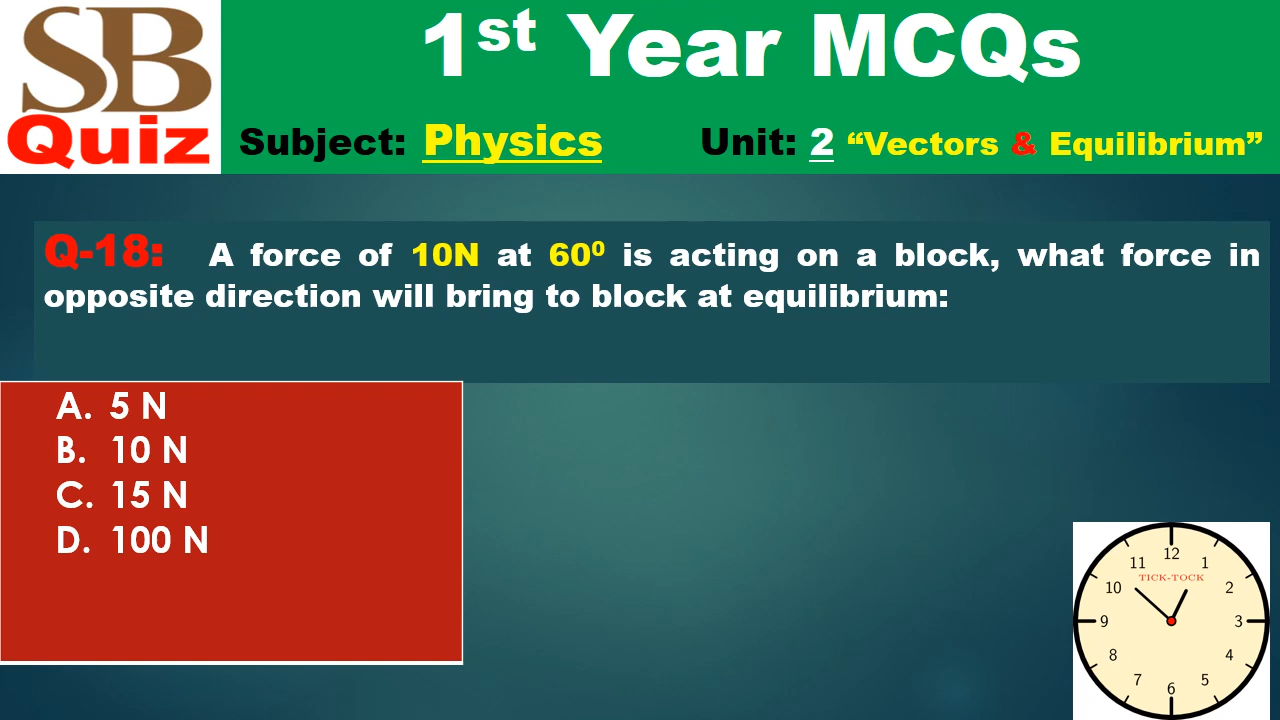 SB
Quiz
1st Year MCQs
Subject: Physics Unit: 2 “Vectors & Equilibrium”
Q-18: A force of 10N at 60⁰ is acting on a block, what force in
opposite direction will bring to block at equilibrium:
A. 5 N
B. 10 N
C. 15 N
D. 100 N
12
11 1
TICK-TOCK
10 2
9 3
8 4
7 5
6